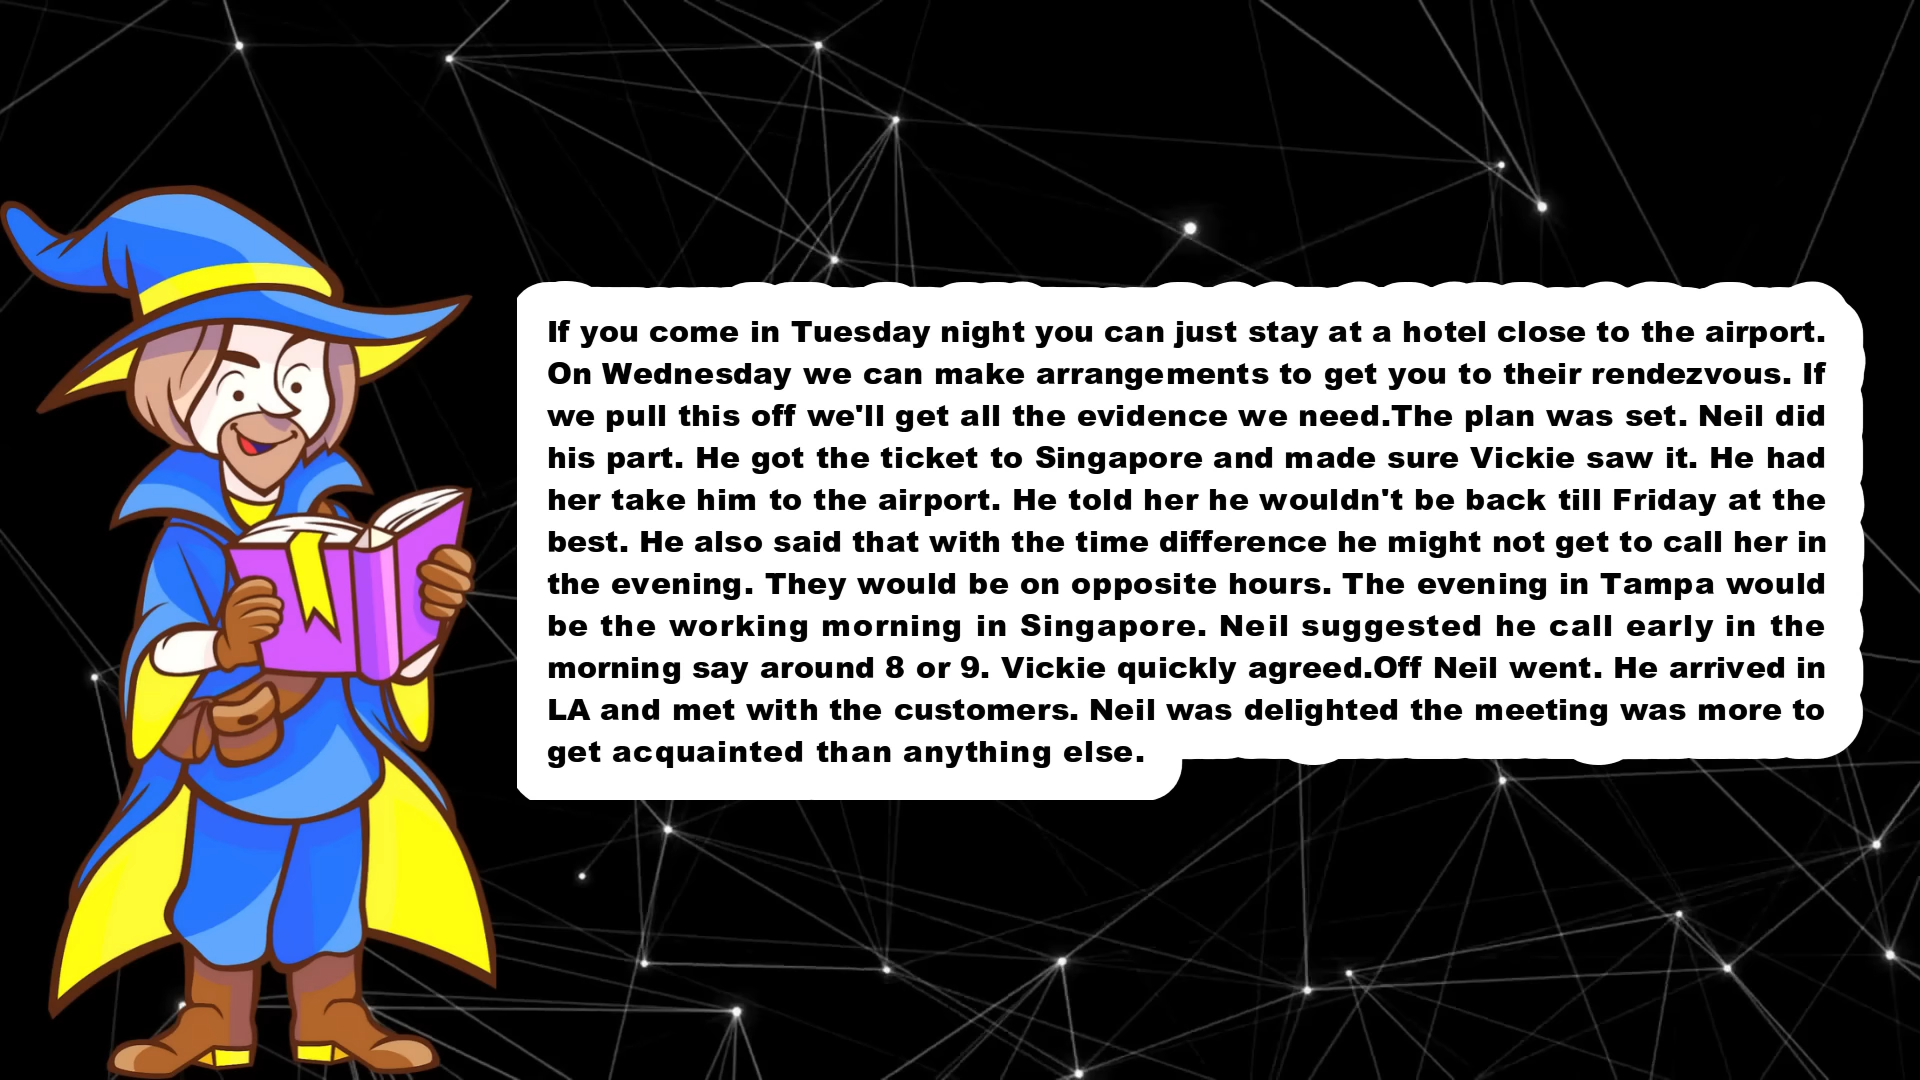 If you come in Tuesday night you can just stay at a hotel close to the airport.
On Wednesday we can make arrangements to get you to their rendezvous. If
we pull this off we'll get all the evidence we need.The plan was set. Neil did
his part. He got the ticket to Singapore and made sure Vickie saw it. He had
her take him to the airport. He told her he wouldn't be back till Friday at the
best. He also said that with the time difference he might not get to call her in
the evening. They would be on opposite hours. The evening in Tampa would
be the working morning in Singapore. Neil suggested he call early in the
morning say around 8 or 9. Vickie quickly agreed.Off Neil went. He arrived in
LA and met with the customers. Neil was delighted the meeting was more to
get acquainted than anything else.